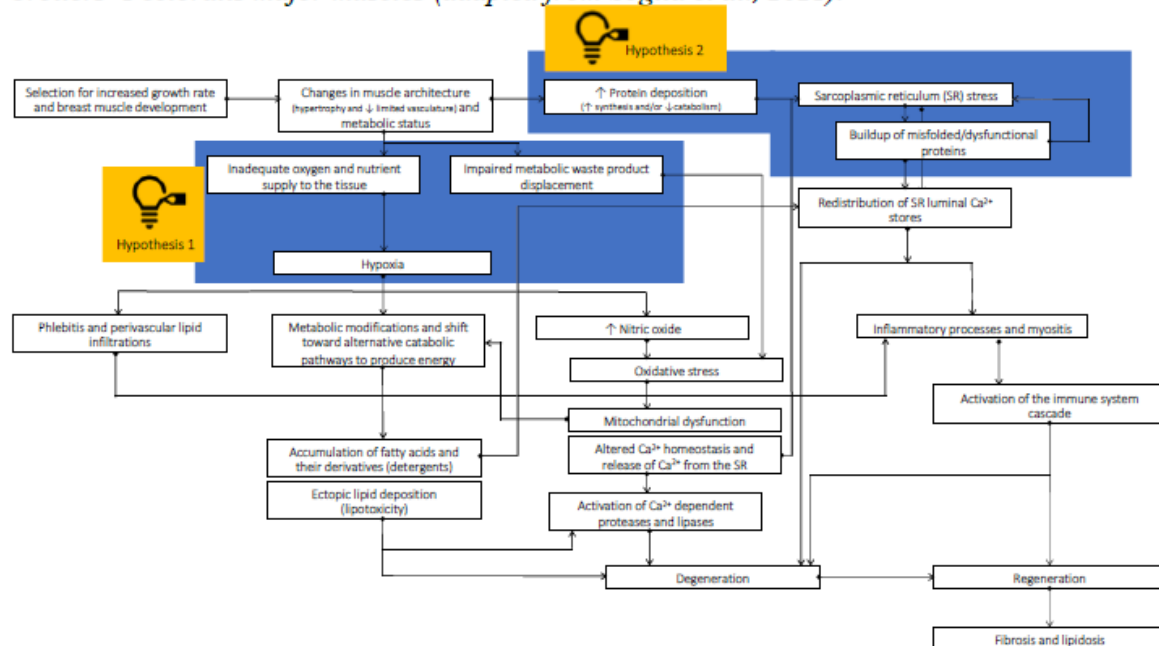 Hypothesis 2
Selection for increased growth rate
and breast muscle development
Changes in muscle architecture
(hypertrophy and ↓ limited vasculature) and
metabolic status
↑ Protein deposition
(↑ synthesis and/or ↓catabolism)
Sarcoplasmic reticulum (SR) stress
Buildup of misfolded/dysfunctional
proteins
Inadequate oxygen and nutrient
supply to the tissue
Impaired metabolic waste product
displacement
Redistribution of SR luminal Ca²⁺
stores
Hypothesis 1
Hypoxia
Phlebitis and perivascular lipid
infiltrations
Metabolic modifications and shift
toward alternative catabolic
pathways to produce energy
↑ Nitric oxide
Inflammatory processes and myositis
Oxidative stress
Activation of the immune system
cascade
Mitochondrial dysfunction
Accumulation of fatty acids and
their derivatives (detergents)
Altered Ca²⁺ homeostasis and
release of Ca²⁺ from the SR
Ectopic lipid deposition
(lipotoxicity)
Activation of Ca²⁺ dependent
proteases and lipases
Degeneration
Regeneration
Fibrosis and lipidosis